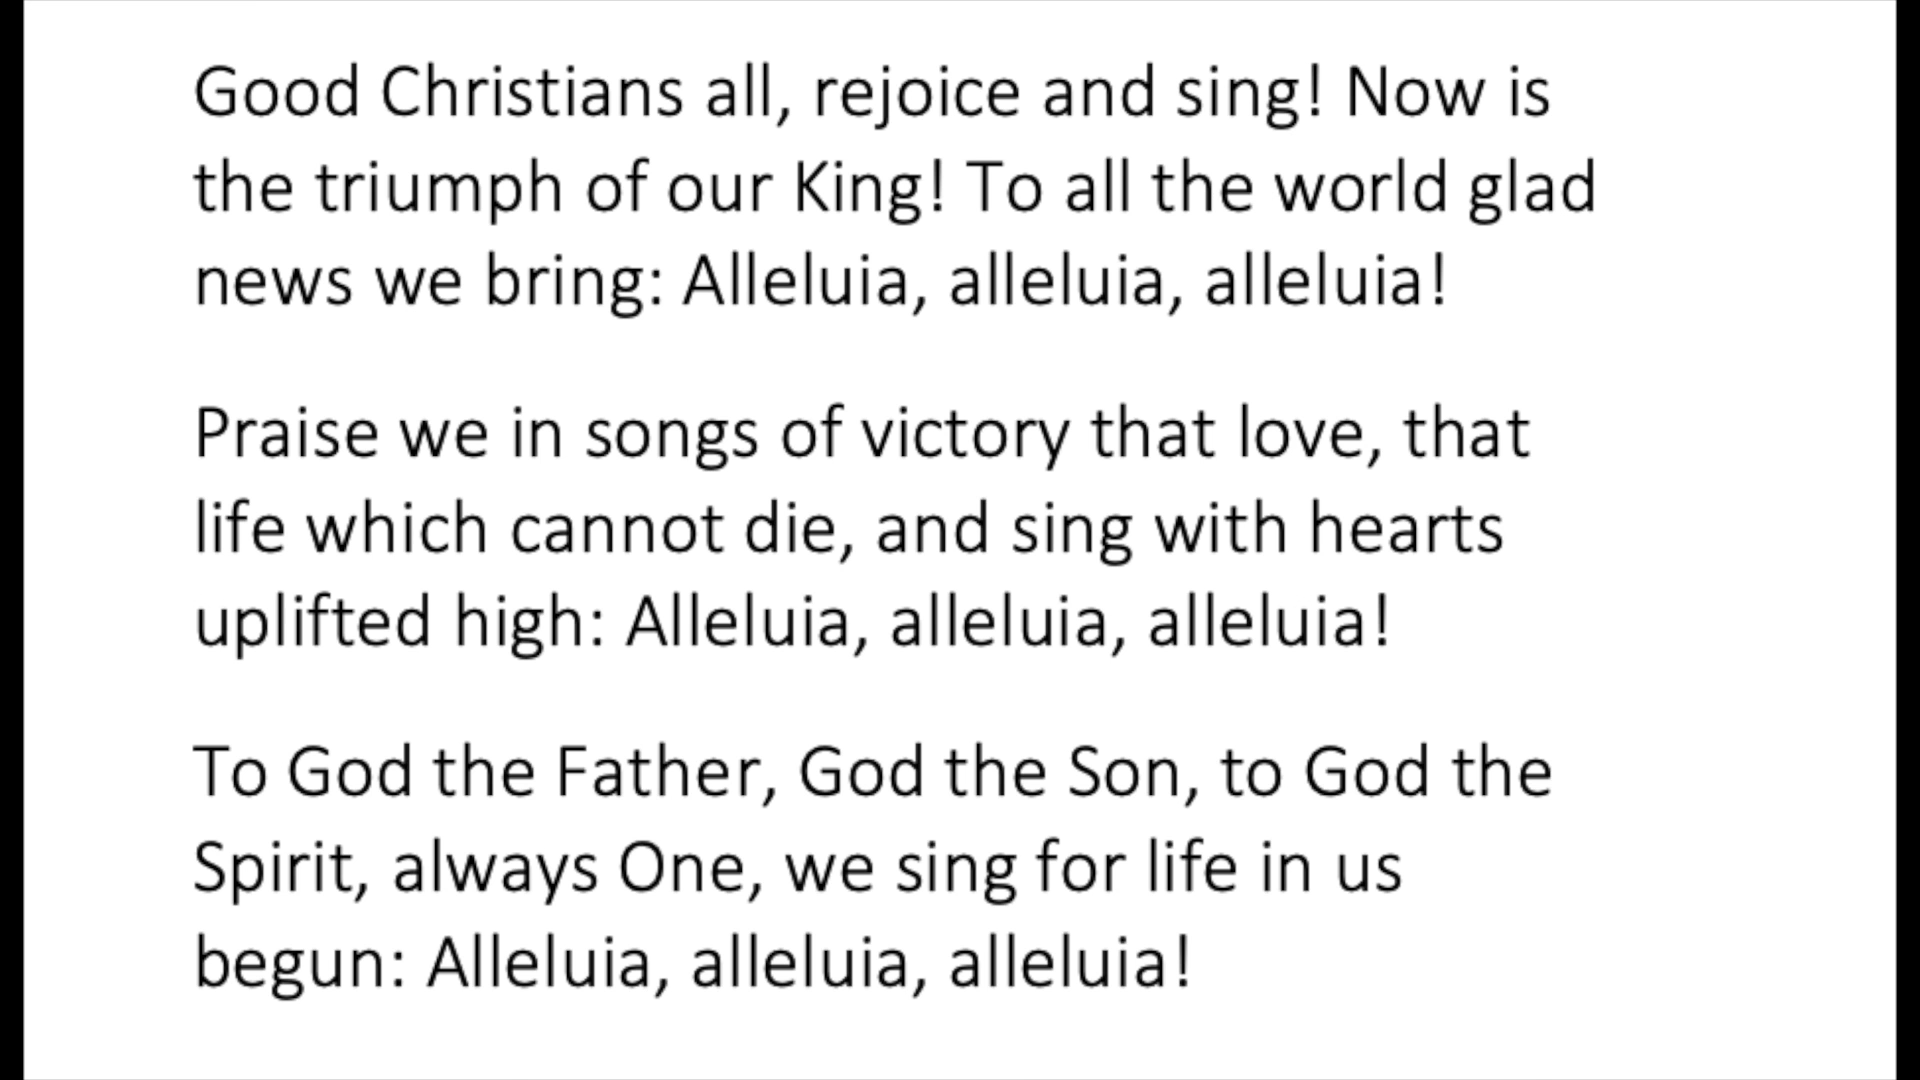 Good Christians all, rejoice and sing! Now is
the triumph of our King! To all the world glad
news we bring: Alleluia, alleluia, alleluia!
Praise we in songs of victory that love, that
life which cannot die, and sing with hearts
uplifted high: Alleluia, alleluia, alleluia!
To God the Father, God the Son, to God the
Spirit, always One, we sing for life in us
begun: Alleluia, alleluia, alleluia!